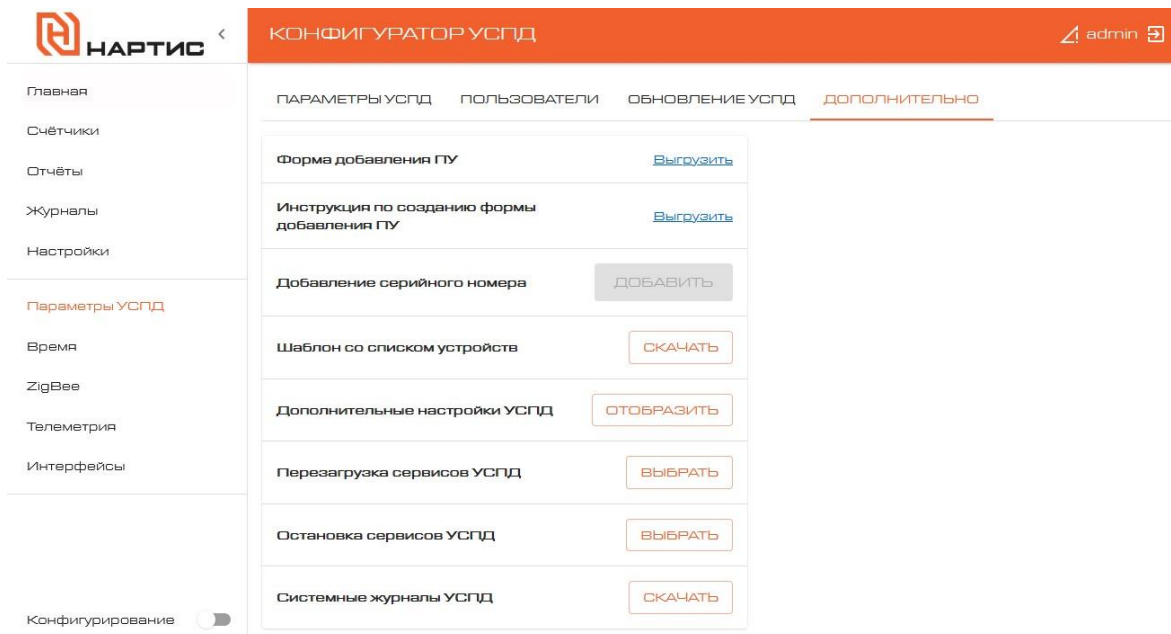 НАРТИС
КОНФИГУРАТОР УСПД
admin
Главная
Счётчики
Отчёты
Журналы
Настройки
Параметры УСПД
Время
ZigBee
Телеметрия
Интерфейсы
Конфигурирование
ПАРАМЕТРЫ УСПД ПОЛЬЗОВАТЕЛИ ОБНОВЛЕНИЕ УСПД ДОПОЛНИТЕЛЬНО
Форма добавления ПУ Выгрузить
Инструкция по созданию формы
добавления ПУ Выгрузить
Добавление серийного номера ДОБАВИТЬ
Шаблон со списком устройств СКАЧАТЬ
Дополнительные настройки УСПД ОТОБРАЗИТЬ
Перезагрузка сервисов УСПД ВЫБРАТЬ
Остановка сервисов УСПД ВЫБРАТЬ
Системные журналы УСПД СКАЧАТЬ